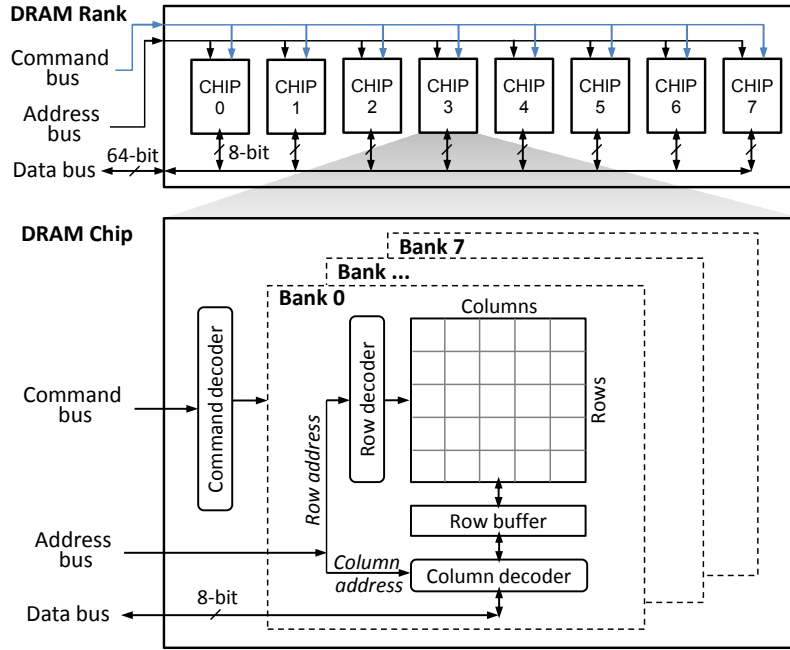 DRAM Rank
Command
bus
Address
bus
64-bit
Data bus
CHIP
0
CHIP
1
CHIP
2
CHIP
3
CHIP
4
CHIP
5
CHIP
6
CHIP
7
8-bit
DRAM Chip
Bank 7
Bank ...
Bank 0
Columns
Rows
Command decoder
Row decoder
Command
bus
Row address
Row buffer
Address
bus
Column
address
Column decoder
Data bus
8-bit